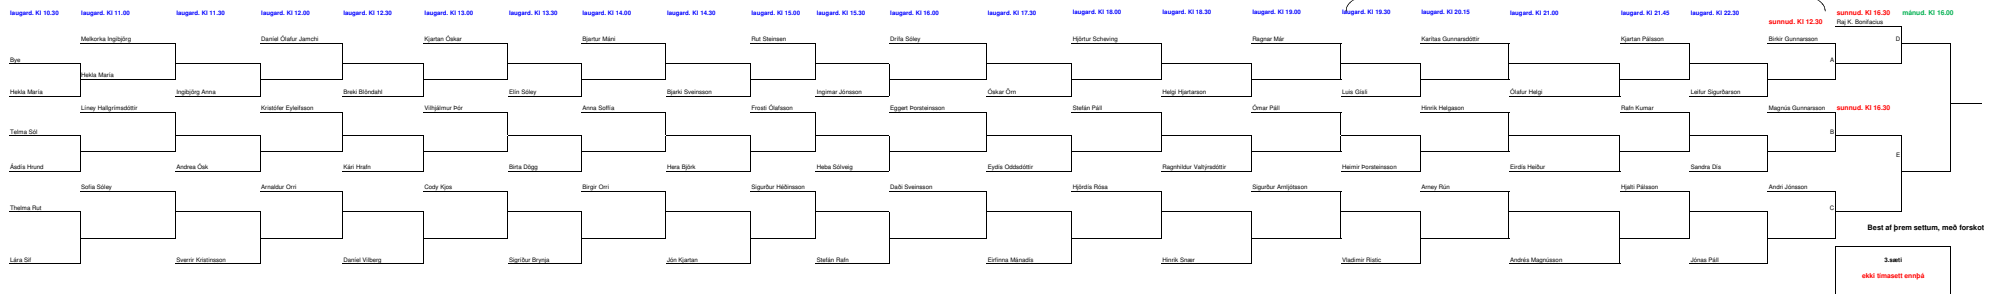 laugard. Kl 10.30 laugard. Kl 11.00 laugard. Kl 11.30 laugard. Kl 12.00 laugard. Kl 12.30 laugard. Kl 13.00 laugard. Kl 13.30 laugard. Kl 14.00 laugard. Kl 14.30 laugard. Kl 15.00 laugard. Kl 15.30 laugard. Kl 16.00 laugard. Kl 17.30 laugard. Kl 18.00 laugard. Kl 18.30 laugard. Kl 19.00 laugard. Kl 19.30 laugard. Kl 20.15 laugard. Kl 21.00 laugard. Kl 21.45 laugard. Kl 22.30 sunnud. Kl 16.30 mánud. Kl 16.00
sunnud. Kl 12.30 Raj K. Bonifacius
Melkorka Ingibjörg Daníel Ólafur Jamchi Kjartan Óskar Bjartur Máni Rut Steinsen Drífa Sóley Hjörtur Scheving Ragnar Már Karitas Gunnarsdóttir Kjartan Pálsson Birkir Gunnarsson D
Bye A
Hekla María
Hekla María Ingibjörg Anna Breki Blöndahl Elín Sóley Bjarki Sveinsson Ingimar Jónsson Óskar Örn Helgi Hjartarson Luis Gísli Ólafur Helgi Leifur Sigurðarson
Líney Hallgrímsdóttir Kristófer Eyleifsson Vilhjálmur Þór Anna Soffía Frosti Ólafsson Eggert Þorsteinsson Stefán Páll Ómar Páll Hinrik Helgason Rafn Kumar Magnús Gunnarsson sunnud. Kl 16.30
Telma Sól B
E
Ásdís Hrund Andrea Ósk Kári Hrafn Birta Dögg Hera Björk Heba Sólveig Eydís Oddsdóttir Ragnhildur Valtýrsdóttir Heimir Þorsteinsson Eirdís Heiður Sandra Dís
Sofía Sóley Arnaldur Orri Cody Kjos Birgir Orri Sigurður Héðinsson Daði Sveinsson Hjördís Rósa Sigurður Arnljótsson Arney Rún Hjalti Pálsson Andri Jónsson
Thelma Rut C
Best af þrem settum, með forskot
Lára Sif Sverrir Kristinsson Daniel Vilberg Sigríður Brynja Jón Kjartan Stefán Rafn Eirfinna Mánadís Hinrik Snær Vladimir Ristic Andrés Magnússon Jónas Páll 3.sæti
ekki tímasett ennþá